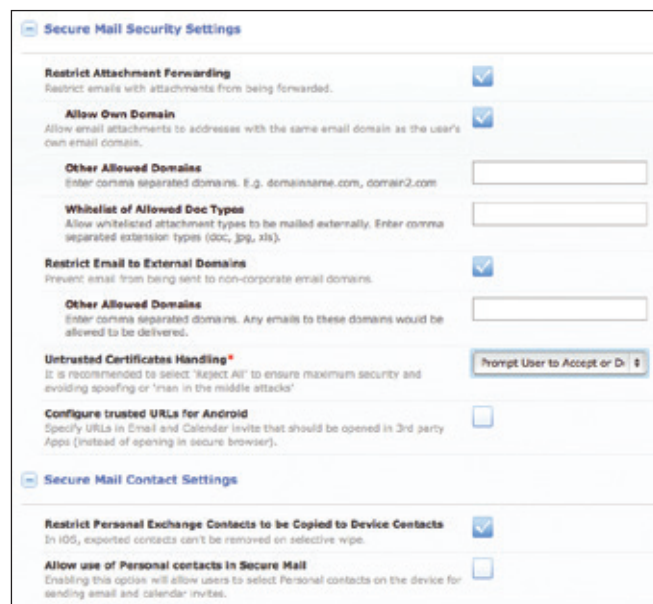 Secure Mail Security Settings
Restrict Attachment Forwarding
Restrict emails with attachments from being forwarded.
Allow Own Domain
Allow email attachments to addresses with the same email domain as the user's
own email domain.
Other Allowed Domains
Enter comma separated domains. E.g. domainname.com, domain2.com
Whitelist of Allowed Doc Types
Allow whitelisted attachment types to be mailed externally. Enter comma
separated extension types (doc, jpg, xls).
Restrict Email to External Domains
Prevent email from being sent to non-corporate email domains.
Other Allowed Domains
Enter comma separated domains. Any emails to these domains would be
allowed to be delivered.
Untrusted Certificates Handling*
Prompt User to Accept or D
It is recommended to select 'Reject All' to ensure maximum security and
avoiding spoofing or 'man in the middle attacks'
Configure trusted URLs for Android
Specify URLs in Email and Calender invite that should be opened in 3rd party
Apps (instead of opening in secure browser).
Secure Mail Contact Settings
Restrict Personal Exchange Contacts to be Copied to Device Contacts
In iOS, exported contacts can't be removed on selective wipe.
Allow use of Personal contacts in Secure Mail
Enabling this option will allow users to select Personal contacts on the device for
sending email and calendar invites.